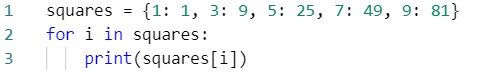 1 squares = {1: 1, 3: 9, 5: 25, 7: 49, 9: 81}
2 for i in squares:
3     print(squares[i])